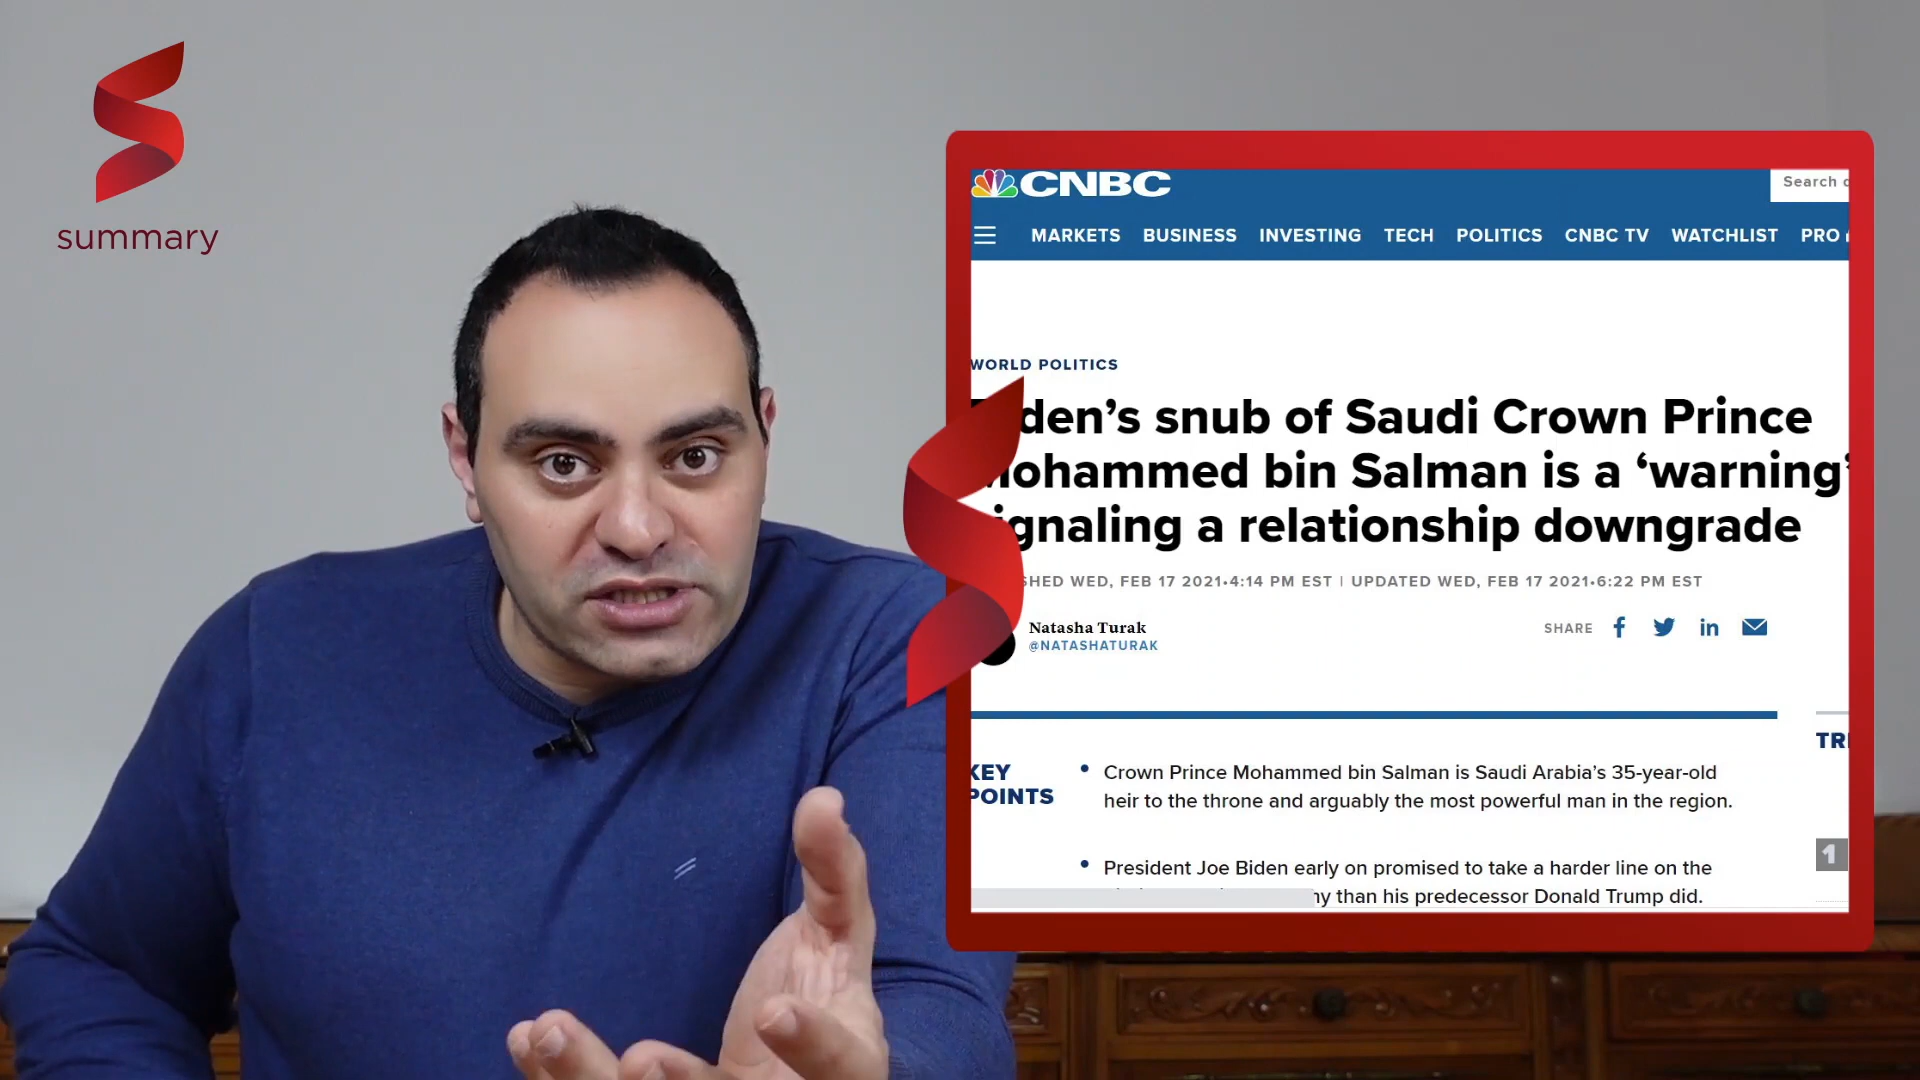 summary
CNBC
Search
MARKETS BUSINESS INVESTING TECH POLITICS CNBC TV WATCHLIST PRO
WORLD POLITICS
den’s snub of Saudi Crown Prince
ohammed bin Salman is a ‘warning’
ignaling a relationship downgrade
SHED WED, FEB 17 2021•4:14 PM EST | UPDATED WED, FEB 17 2021•6:22 PM EST
Natasha Turak
@NATASHATURAK
SHARE
TR
KEY
POINTS
• Crown Prince Mohammed bin Salman is Saudi Arabia’s 35-year-old
heir to the throne and arguably the most powerful man in the region.
1
• President Joe Biden early on promised to take a harder line on the
than his predecessor Donald Trump did.